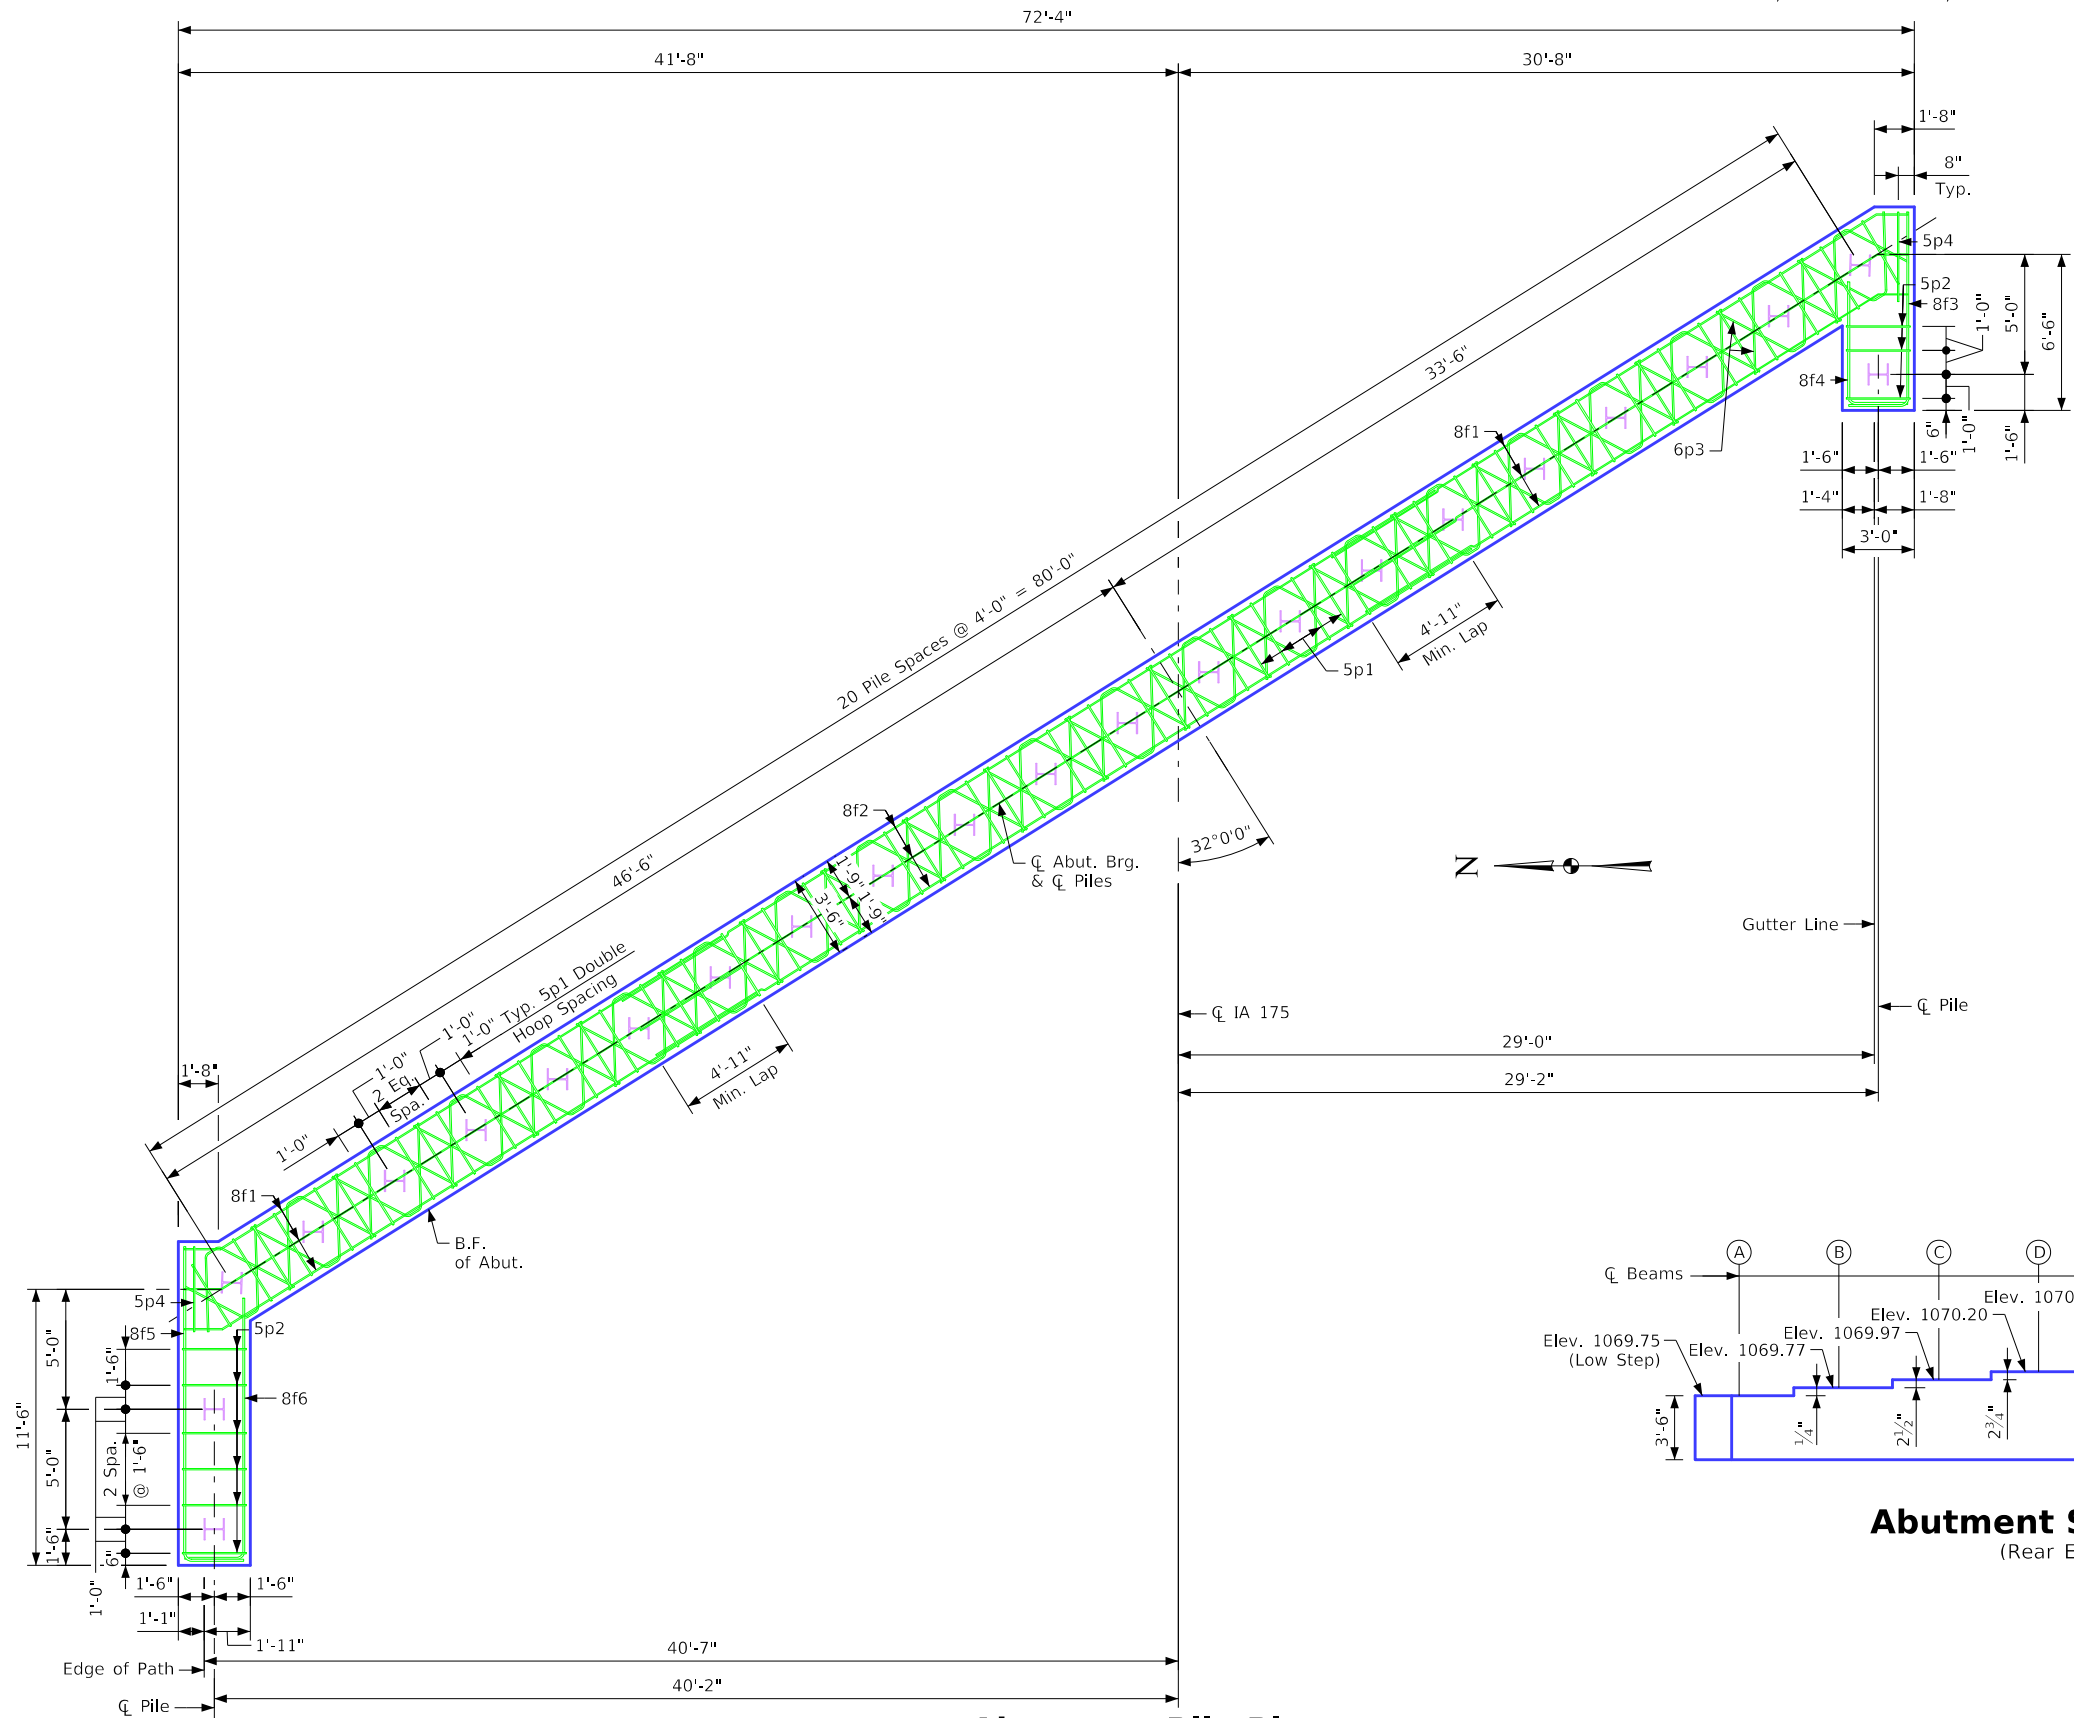 72'-4"
41'-8"
30'-8"
1'-8"
8"
Typ.
5p4
5p2
8f3
1'-0"
5'-0"
6'-6"
33'-6"
8f4
8f1
6p3
6"
1'-0"
1'-6"
1'-6"
1'-6"
1'-4"
1'-8"
3'-0"
20 Pile Spaces @ 4'-0" = 80'-0"
4'-11"
Min. Lap
5p1
8f2
32°0'0"
℄ Abut. Brg.
& ℄ Piles
N
46'-6"
1'-9"
1'-9"
3'-6"
Gutter Line
1'-0" Typ. 5p1 Double
Hoop Spacing
℄ IA 175
℄ Pile
29'-0"
29'-2"
1'-0"
1'-0"
2 Eq.
Spa.
1'-0"
1'-8"
4'-11"
Min. Lap
8f1
B.F.
of Abut.
5p4
8f5
5p2
8f6
11'-6"
5'-0"
5'-0"
1'-6"
1'-6"
2 Spa.
@ 1'-6"
6"
1'-0"
1'-6"
1'-6"
1'-1"
1'-11"
Edge of Path
℄ Pile
40'-7"
40'-2"
A
B
C
D
℄ Beams
Elev. 1070
Elev. 1070.20
Elev. 1069.97
Elev. 1069.77
Elev. 1069.75
(Low Step)
3'-6"
¼"
2½"
2¾"
Abutment S
(Rear E